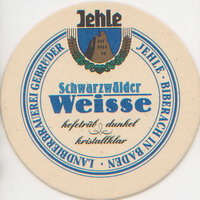 Jehle
LANDBIERBRAUEREI GEBRÜDER JEHLE · BIBERACH IN BADEN ·
Schwarzwälder
Weisse
hefetrüb dunkel
kristallklar